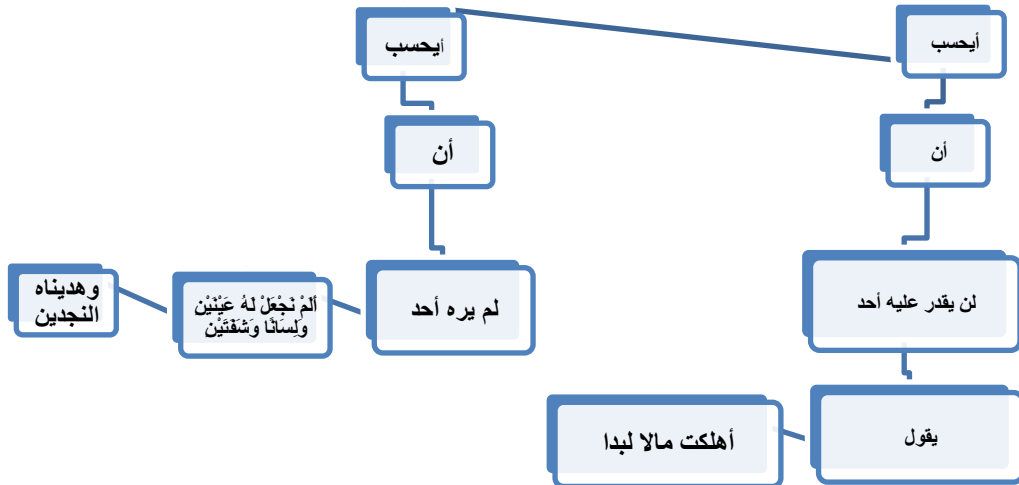 أيحسب
أن
لن يقدر عليه أحد
يقول
أهلكت مالا لبدا
أيحسب
أن
لم يره أحد
أَلَمْ نَجْعَلْ لَهُ عَيْنَيْنِ
وَلِسَانًا وَشَفَتَيْنِ
وهديناه
النجدين